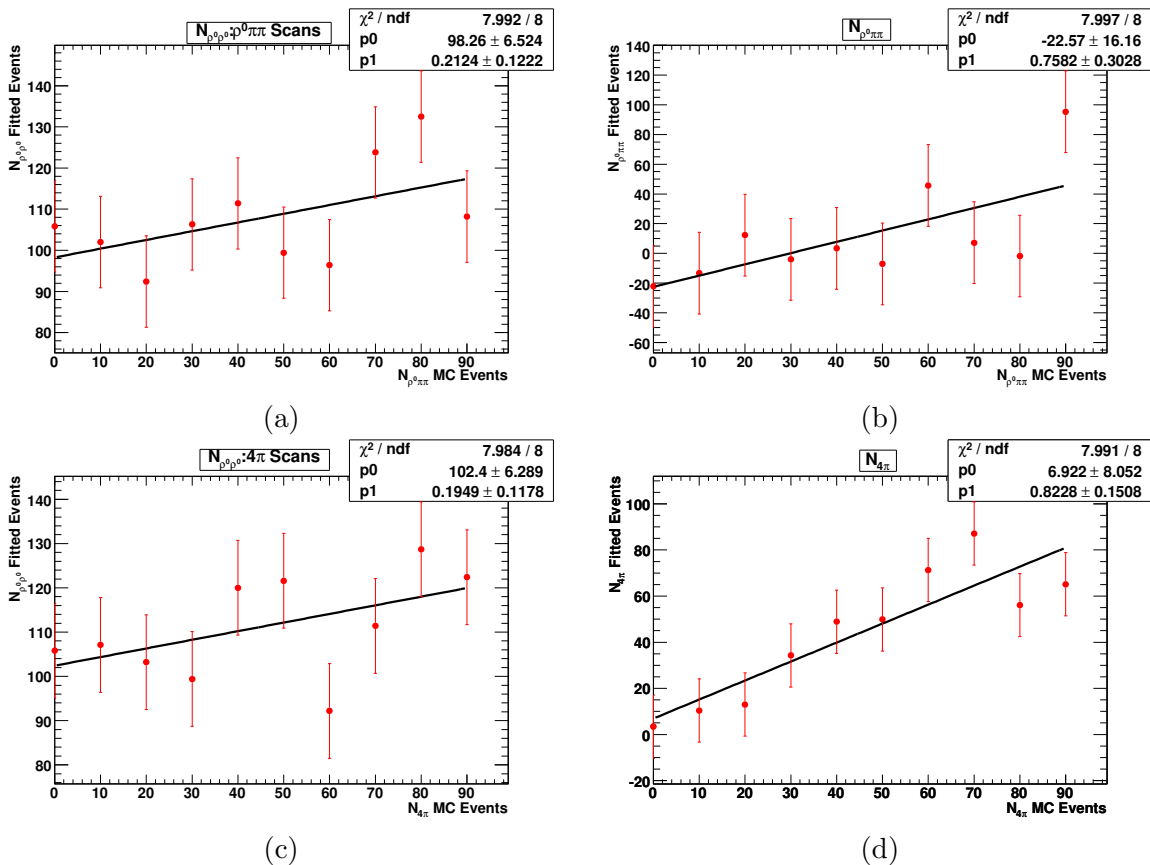 N_{ρ⁰ρ⁰}:ρ⁰ππ Scans
χ² / ndf 7.992 / 8
p0 98.26 ± 6.524
p1 0.2124 ± 0.1222
N_{ρ⁰ρ⁰} Fitted Events
140
130
120
110
100
90
80
0 10 20 30 40 50 60 70 80 90
N_{ρ⁰ππ} MC Events
(a)
N_{ρ⁰ππ}
χ² / ndf 7.997 / 8
p0 -22.57 ± 16.16
p1 0.7582 ± 0.3028
N_{ρ⁰ππ} Fitted Events
140
120
100
80
60
40
20
0
-20
-40
-60
0 10 20 30 40 50 60 70 80 90
N_{ρ⁰ππ} MC Events
(b)
N_{ρ⁰ρ⁰}:4π Scans
χ² / ndf 7.984 / 8
p0 102.4 ± 6.289
p1 0.1949 ± 0.1178
N_{ρ⁰ρ⁰} Fitted Events
140
130
120
110
100
90
80
0 10 20 30 40 50 60 70 80 90
N_{4π} MC Events
(c)
N_{4π}
χ² / ndf 7.991 / 8
p0 6.922 ± 8.052
p1 0.8228 ± 0.1508
N_{4π} Fitted Events
100
80
60
40
20
0
-20
0 10 20 30 40 50 60 70 80 90
N_{4π} MC Events
(d)